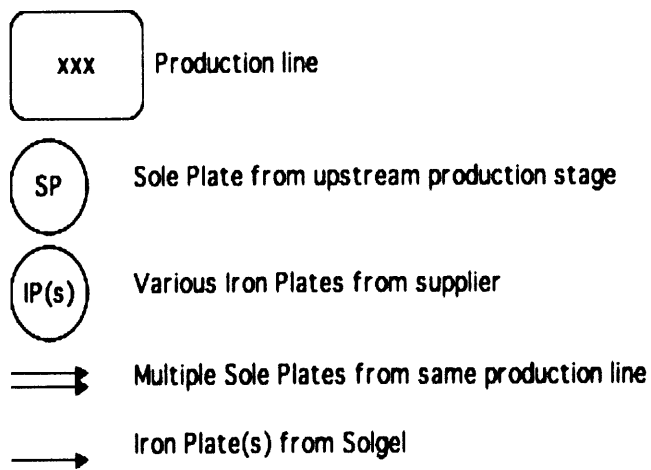 xxx Production line
SP Sole Plate from upstream production stage
IP(s) Various Iron Plates from supplier
Multiple Sole Plates from same production line
Iron Plate(s) from Solgel